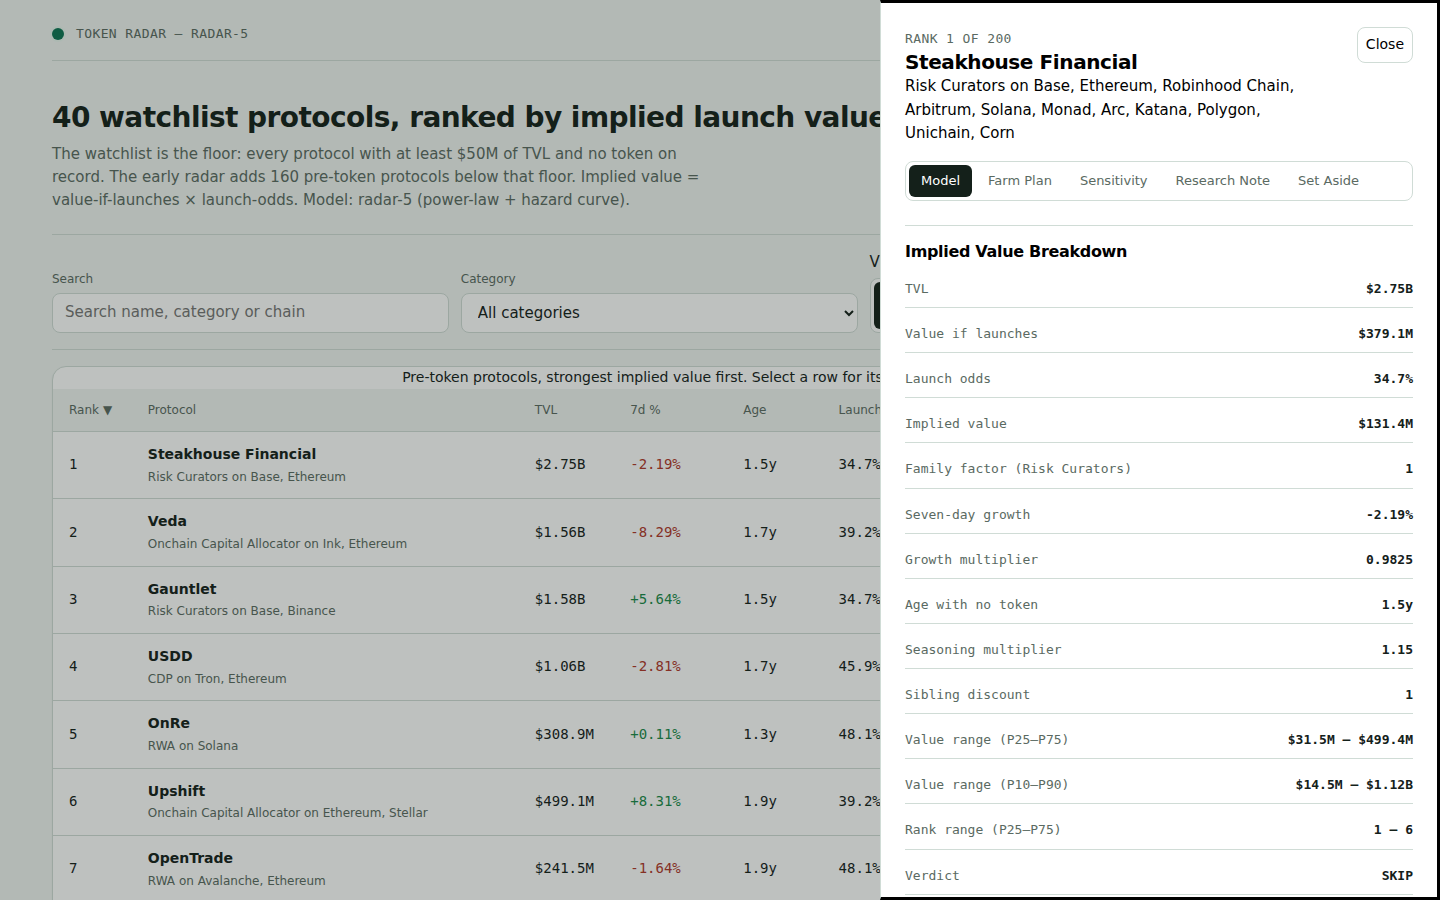 TOKEN RADAR — RADAR-5
40 watchlist protocols, ranked by implied launch value
The watchlist is the floor: every protocol with at least $50M of TVL and no token on
record. The early radar adds 160 pre-token protocols below that floor. Implied value =
value-if-launches × launch-odds. Model: radar-5 (power-law + hazard curve).
Search
Category
V
Search name, category or chain
All categories
Pre-token protocols, strongest implied value first. Select a row for its
Rank ▼ Protocol TVL 7d % Age Launch
1 Steakhouse Financial $2.75B -2.19% 1.5y 34.7%
Risk Curators on Base, Ethereum
2 Veda $1.56B -8.29% 1.7y 39.2%
Onchain Capital Allocator on Ink, Ethereum
3 Gauntlet $1.58B +5.64% 1.5y 34.7%
Risk Curators on Base, Binance
4 USDD $1.06B -2.81% 1.7y 45.9%
CDP on Tron, Ethereum
5 OnRe $308.9M +0.11% 1.3y 48.1%
RWA on Solana
6 Upshift $499.1M +8.31% 1.9y 39.2%
Onchain Capital Allocator on Ethereum, Stellar
7 OpenTrade $241.5M -1.64% 1.9y 48.1%
RWA on Avalanche, Ethereum
RANK 1 OF 200
Close
Steakhouse Financial
Risk Curators on Base, Ethereum, Robinhood Chain,
Arbitrum, Solana, Monad, Arc, Katana, Polygon,
Unichain, Corn
Model Farm Plan Sensitivity Research Note Set Aside
Implied Value Breakdown
TVL $2.75B
Value if launches $379.1M
Launch odds 34.7%
Implied value $131.4M
Family factor (Risk Curators) 1
Seven-day growth -2.19%
Growth multiplier 0.9825
Age with no token 1.5y
Seasoning multiplier 1.15
Sibling discount 1
Value range (P25–P75) $31.5M – $499.4M
Value range (P10–P90) $14.5M – $1.12B
Rank range (P25–P75) 1 – 6
Verdict SKIP